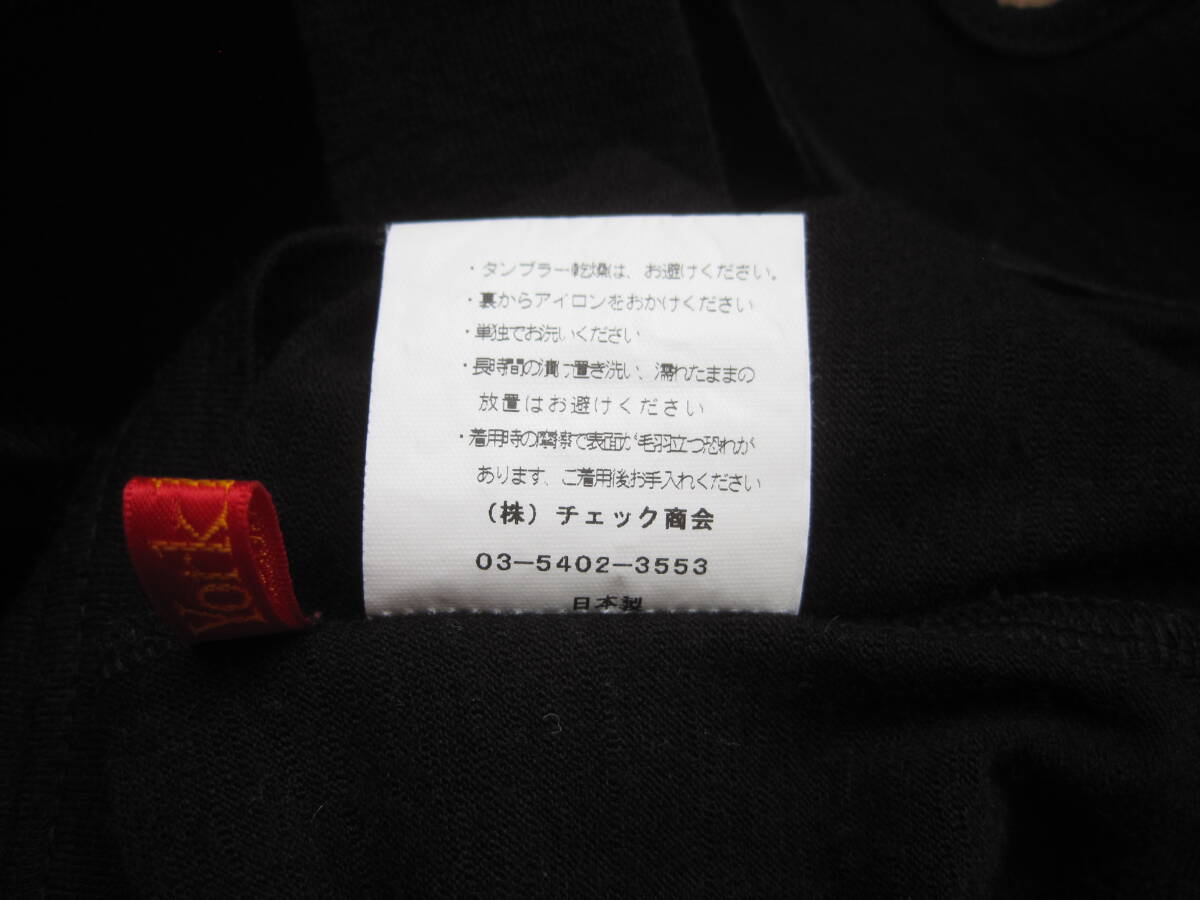 ・タンブラー乾燥は、お避けください。
・裏からアイロンをおかけください
・単独でお洗いください
・長時間の漬け置き洗い、濡れたままの
放置はお避けください
・着用時の摩擦で表面が毛羽立つ恐れが
あります、ご着用後お手入れください
(株)チェック商会
03-5402-3553
日本製
York